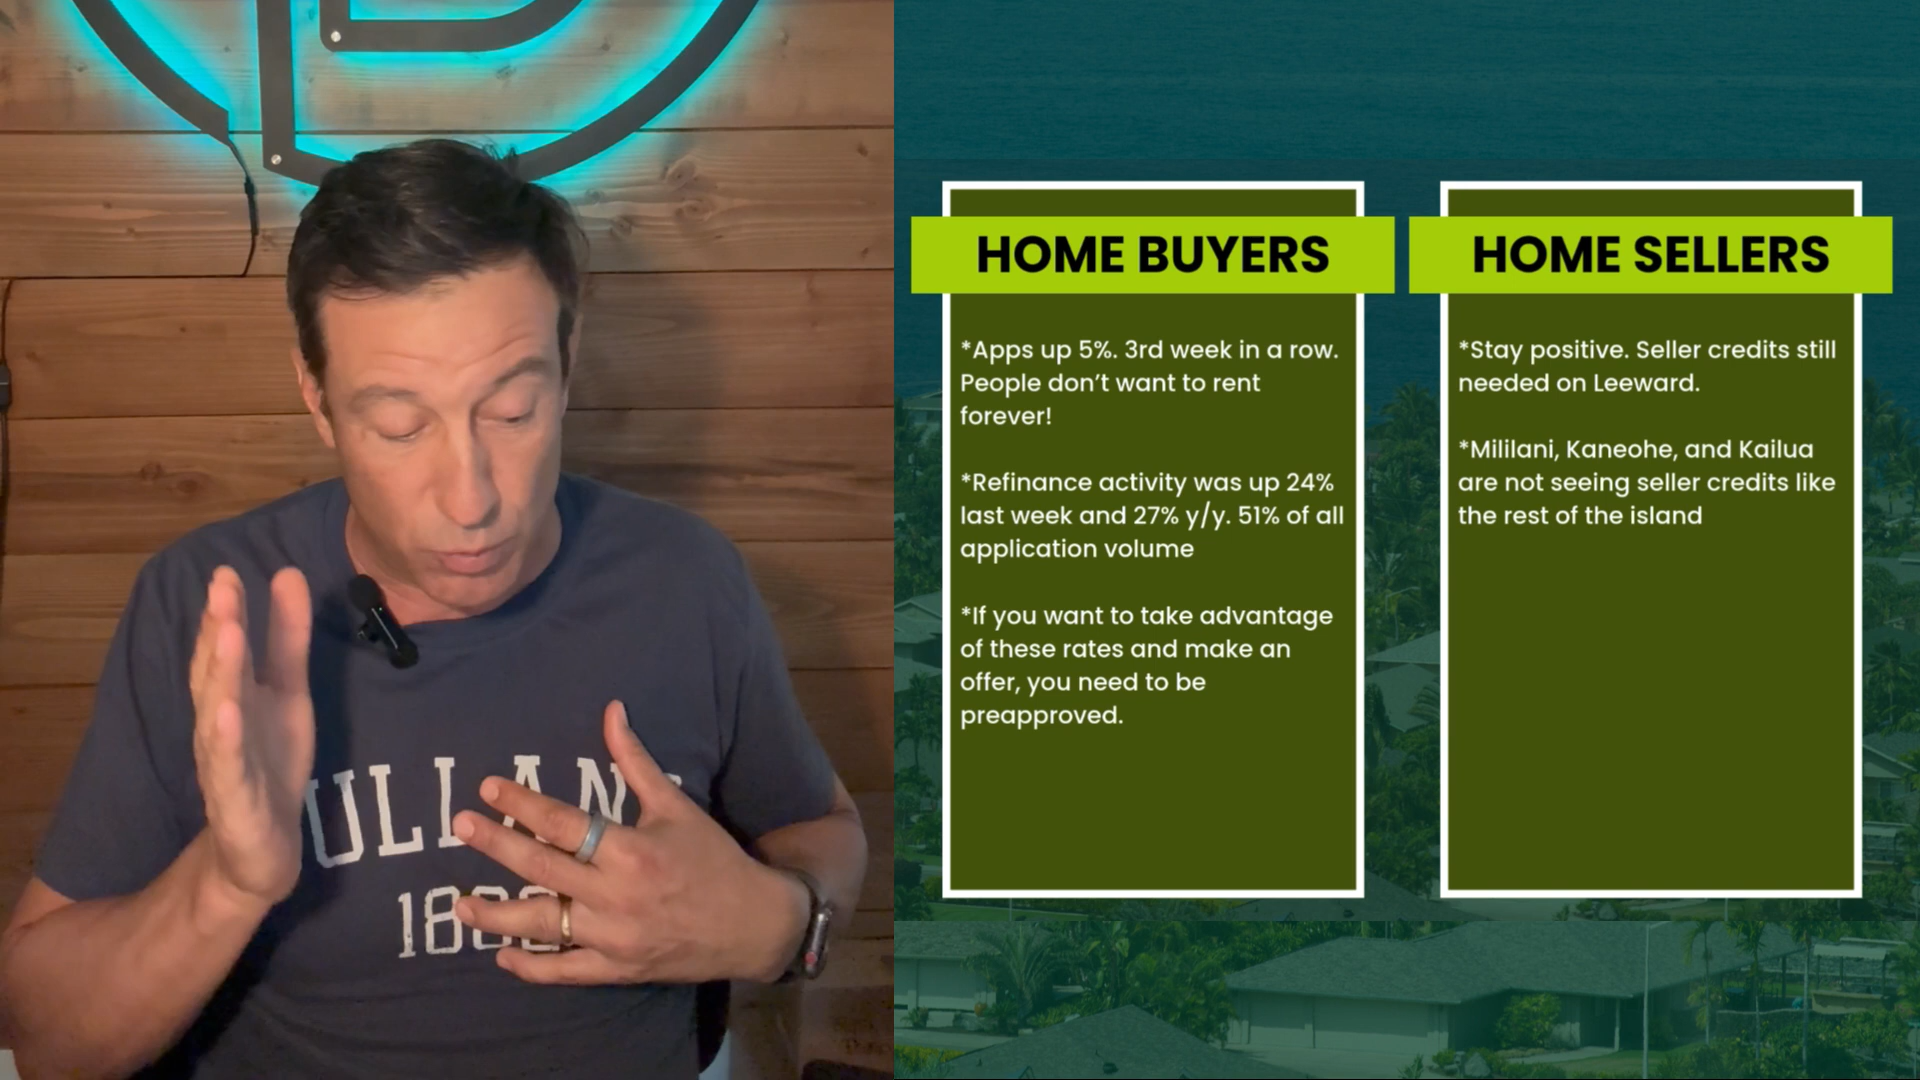 HOME BUYERS
*Apps up 5%. 3rd week in a row.
People don't want to rent
forever!
*Refinance activity was up 24%
last week and 27% y/y. 51% of all
application volume
*If you want to take advantage
of these rates and make an
offer, you need to be
preapproved.
HOME SELLERS
*Stay positive. Seller credits still
needed on Leeward.
*Mililani, Kaneohe, and Kailua
are not seeing seller credits like
the rest of the island